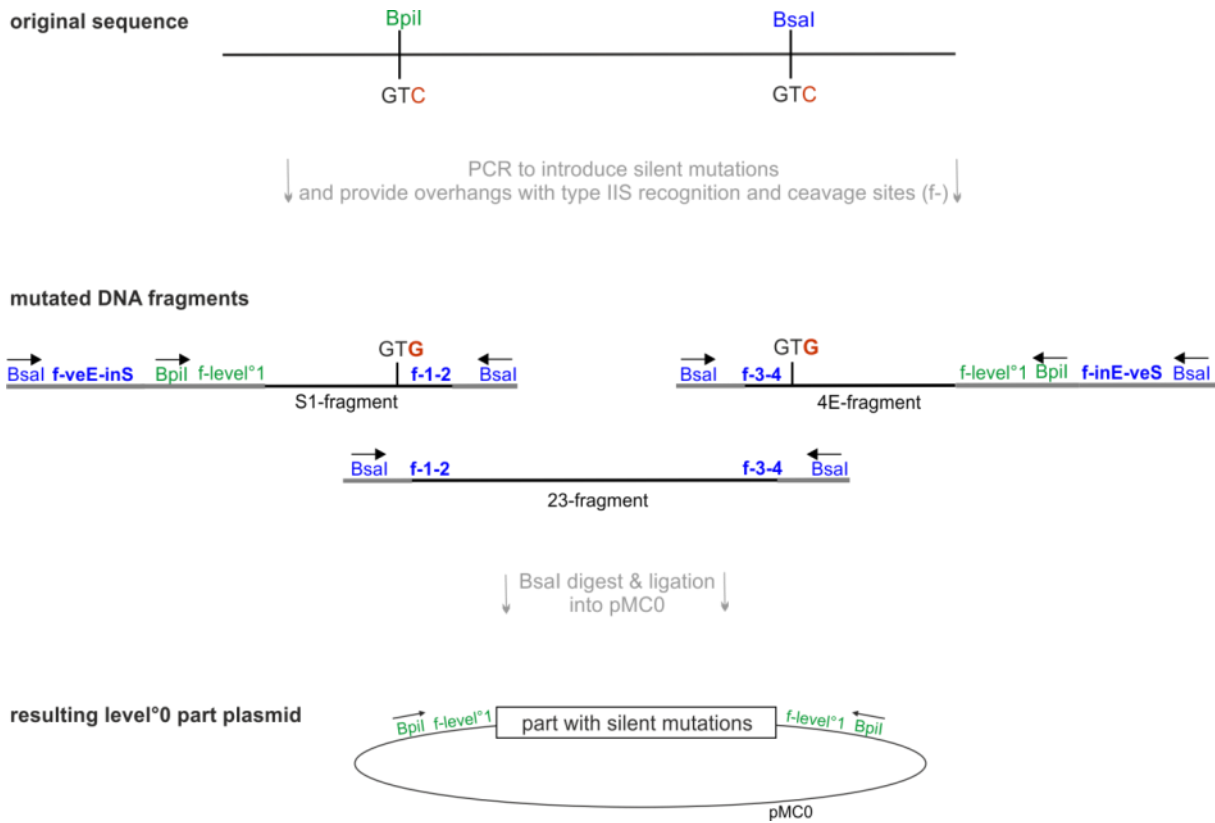 original sequence
BpiI
BsaI
GTC
GTC
PCR to introduce silent mutations
and provide overhangs with type IIS recognition and ceavage sites (f-)
mutated DNA fragments
GTG
GTG
BsaI f-veE-inS BpiI f-level°1 f-1-2 BsaI
BsaI f-3-4 f-level°1 BpiI f-inE-veS BsaI
S1-fragment
4E-fragment
BsaI f-1-2 f-3-4 BsaI
23-fragment
BsaI digest & ligation
into pMC0
resulting level°0 part plasmid
BpiI f-level°1 part with silent mutations f-level°1 BpiI
pMC0